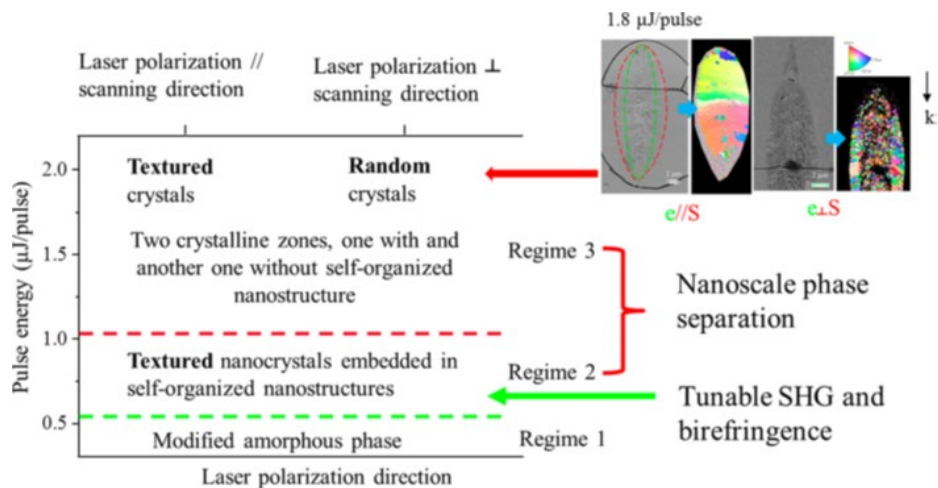 1.8 μJ/pulse
Laser polarization //
scanning direction
Laser polarization ⊥
scanning direction
k
e//S
e⊥S
Pulse energy (μJ/pulse)
2.0
1.5
1.0
0.5
Textured
crystals
Random
crystals
Two crystalline zones, one with and
another one without self-organized
nanostructure
Textured nanocrystals embedded in
self-organized nanostructures
Modified amorphous phase
Regime 3
Regime 2
Regime 1
Nanoscale phase
separation
Tunable SHG and
birefringence
Laser polarization direction